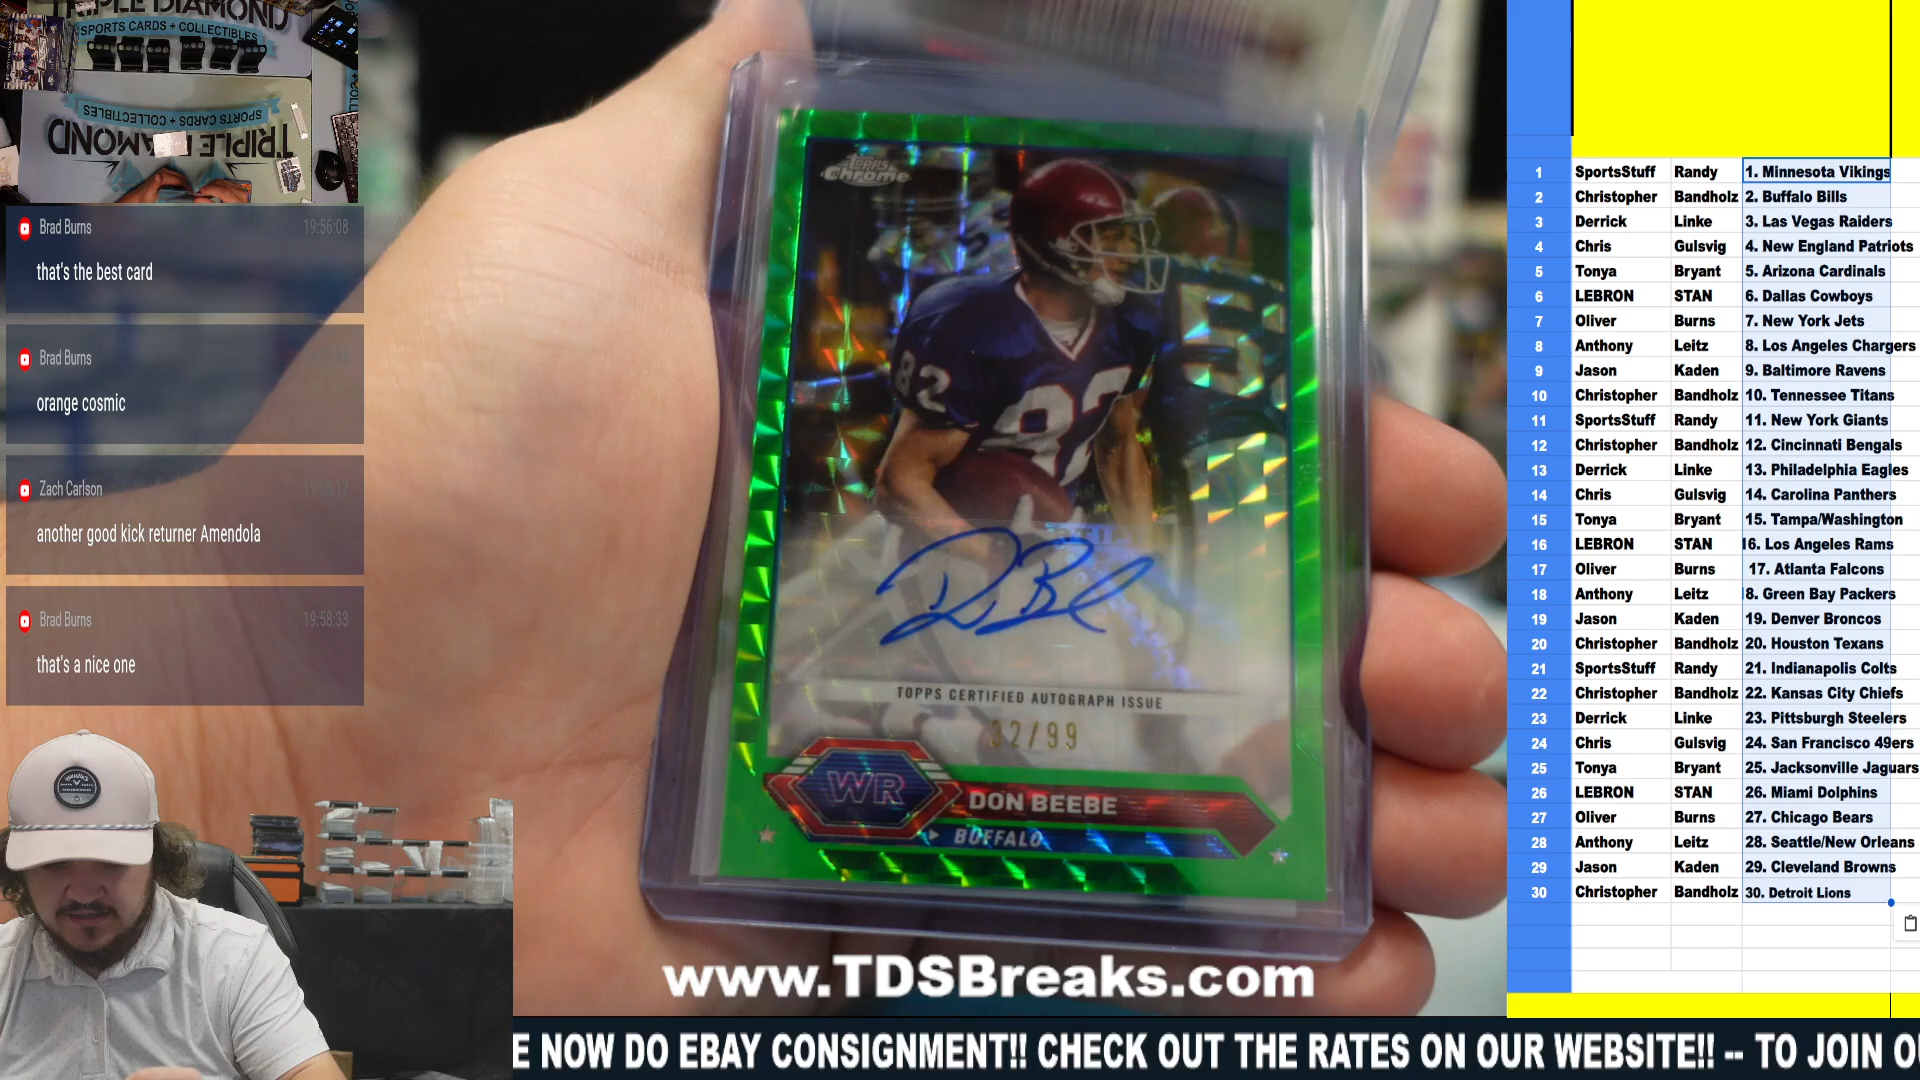 TRIPLE DIAMOND
SPORTS CARDS + COLLECTIBLES
SPORTS CARDS + COLLECTIBLES
TRIPLE DIAMOND
Brad Burns 19:56:08
that's the best card
Brad Burns
orange cosmic
Zach Carlson 19:58:12
another good kick returner Amendola
Brad Burns 19:58:33
that's a nice one
Topps
Chrome
82
82
TOPPS CERTIFIED AUTOGRAPH ISSUE
/99
WR
DON BEEBE
BUFFALO
www.TDSBreaks.com
1 SportsStuff Randy 1. Minnesota Vikings
2 Christopher Bandholz 2. Buffalo Bills
3 Derrick Linke 3. Las Vegas Raiders
4 Chris Gulsvig 4. New England Patriots
5 Tonya Bryant 5. Arizona Cardinals
6 LEBRON STAN 6. Dallas Cowboys
7 Oliver Burns 7. New York Jets
8 Anthony Leitz 8. Los Angeles Chargers
9 Jason Kaden 9. Baltimore Ravens
10 Christopher Bandholz 10. Tennessee Titans
11 SportsStuff Randy 11. New York Giants
12 Christopher Bandholz 12. Cincinnati Bengals
13 Derrick Linke 13. Philadelphia Eagles
14 Chris Gulsvig 14. Carolina Panthers
15 Tonya Bryant 15. Tampa/Washington
16 LEBRON STAN 16. Los Angeles Rams
17 Oliver Burns 17. Atlanta Falcons
18 Anthony Leitz 8. Green Bay Packers
19 Jason Kaden 19. Denver Broncos
20 Christopher Bandholz 20. Houston Texans
21 SportsStuff Randy 21. Indianapolis Colts
22 Christopher Bandholz 22. Kansas City Chiefs
23 Derrick Linke 23. Pittsburgh Steelers
24 Chris Gulsvig 24. San Francisco 49ers
25 Tonya Bryant 25. Jacksonville Jaguars
26 LEBRON STAN 26. Miami Dolphins
27 Oliver Burns 27. Chicago Bears
28 Anthony Leitz 28. Seattle/New Orleans
29 Jason Kaden 29. Cleveland Browns
30 Christopher Bandholz 30. Detroit Lions
E NOW DO EBAY CONSIGNMENT!! CHECK OUT THE RATES ON OUR WEBSITE!! -- TO JOIN OU